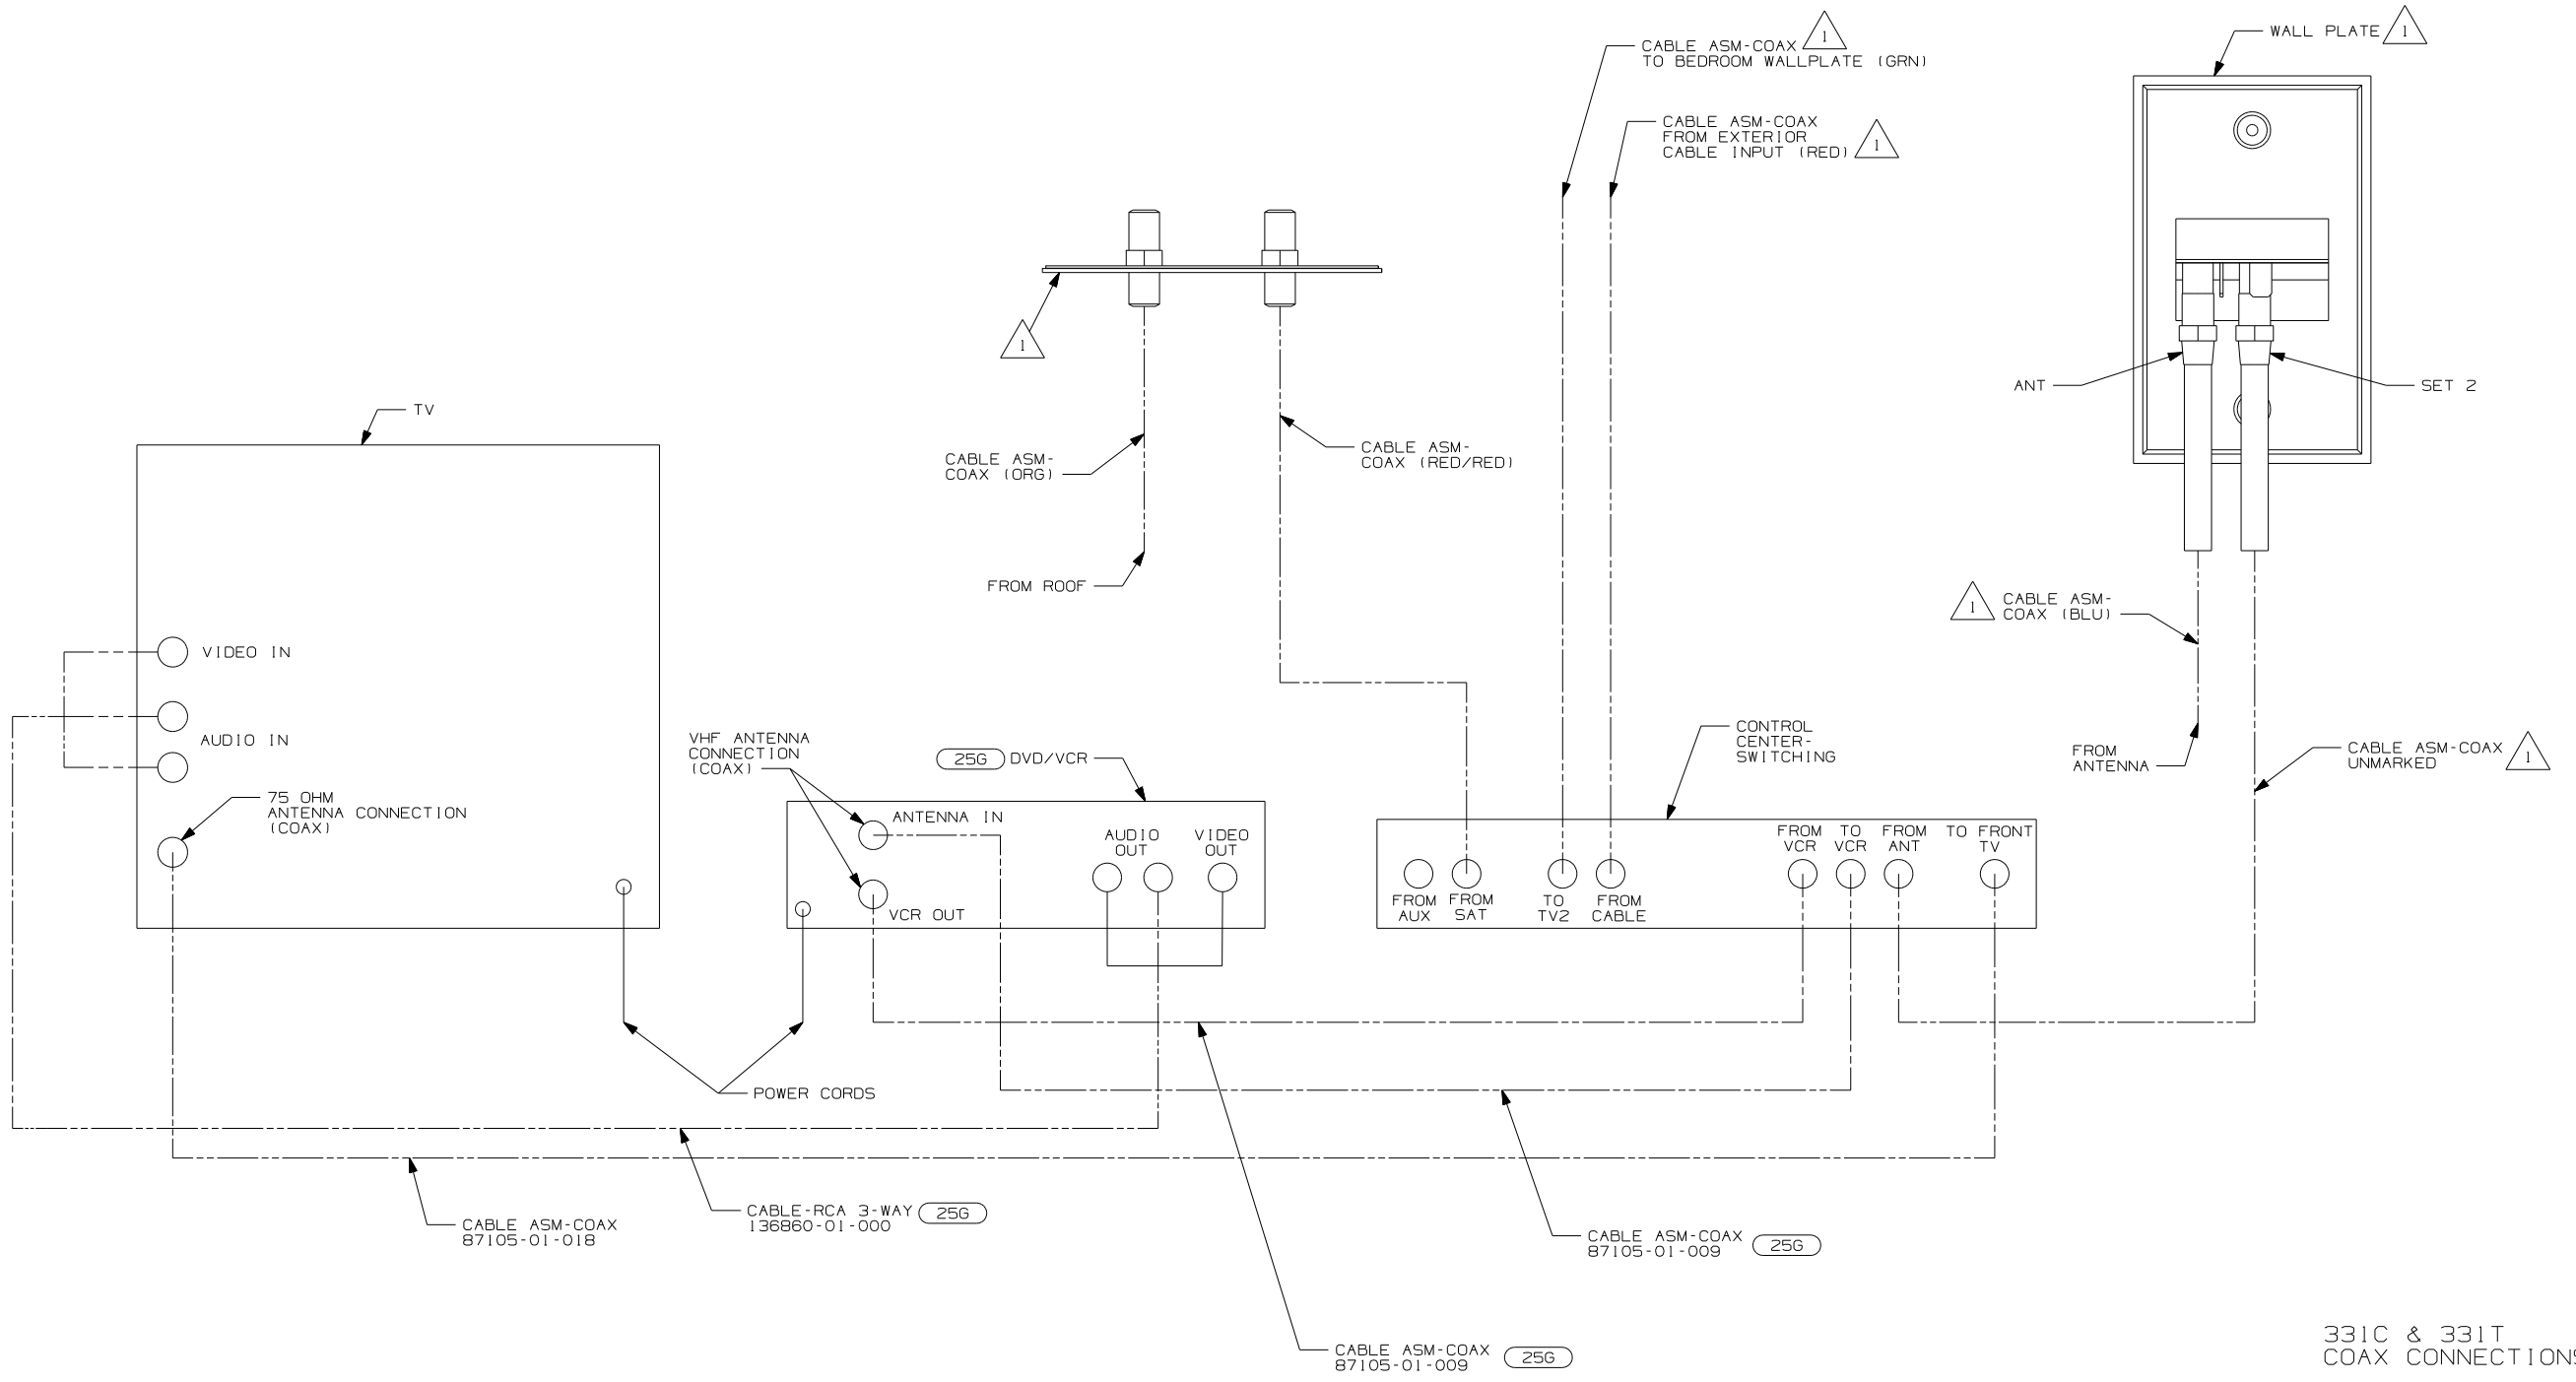 WALL PLATE 1
CABLE ASM-COAX 1
TO BEDROOM WALLPLATE (GRN)
CABLE ASM-COAX
FROM EXTERIOR
CABLE INPUT (RED) 1
1
ANT
SET 2
TV
CABLE ASM-
COAX (ORG)
CABLE ASM-
COAX (RED/RED)
FROM ROOF
1 CABLE ASM-
COAX (BLU)
VIDEO IN
AUDIO IN
75 OHM
ANTENNA CONNECTION
(COAX)
VHF ANTENNA
CONNECTION
(COAX)
25G DVD/VCR
CONTROL
CENTER-
SWITCHING
FROM
ANTENNA
CABLE ASM-COAX
UNMARKED 1
ANTENNA IN
AUDIO
OUT
VIDEO
OUT
VCR OUT
FROM
VCR
TO
VCR
FROM
ANT
TO FRONT
TV
FROM
AUX
FROM
SAT
TO
TV2
FROM
CABLE
POWER CORDS
CABLE ASM-COAX
87105-01-018
CABLE-RCA 3-WAY 25G
136860-01-000
CABLE ASM-COAX 25G
87105-01-009
CABLE ASM-COAX 25G
87105-01-009
331C & 331T
COAX CONNECTIONS